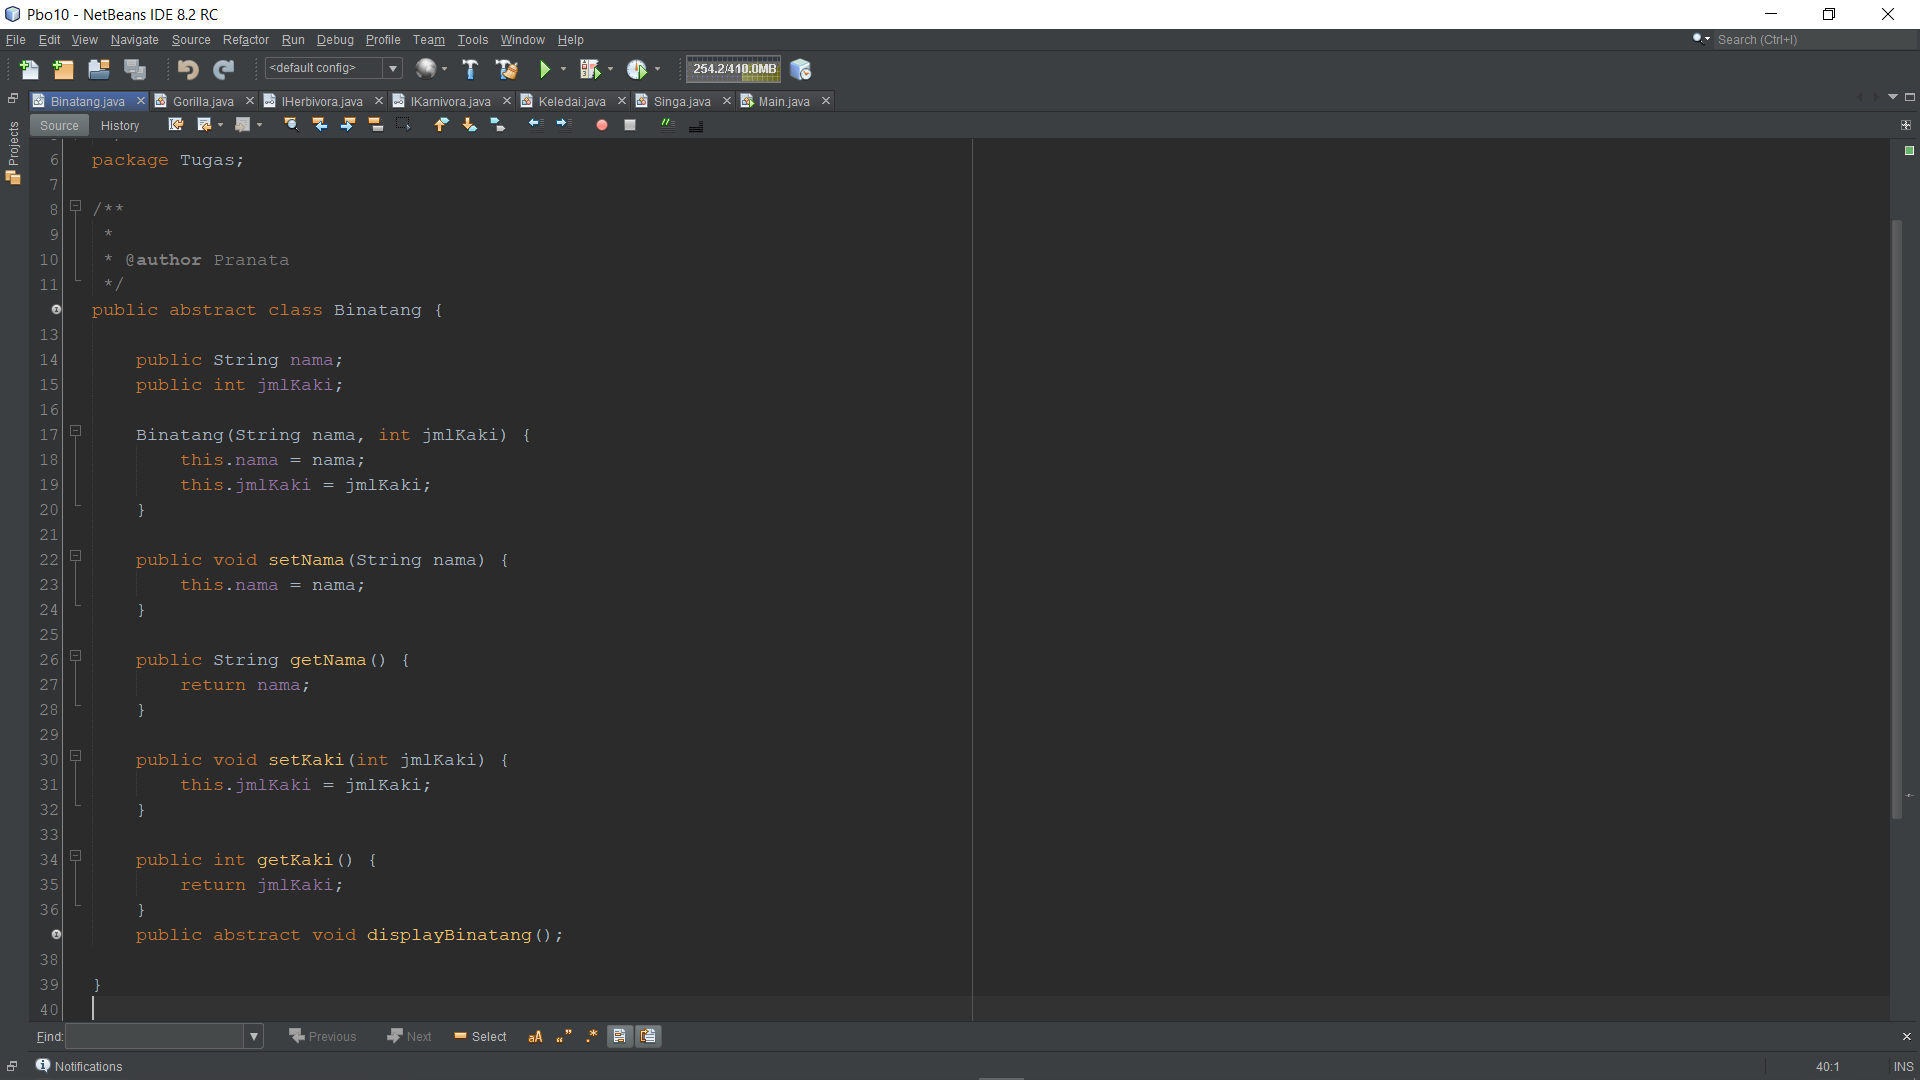 Pbo10 - NetBeans IDE 8.2 RC
File Edit View Navigate Source Refactor Run Debug Profile Team Tools Window Help
Search (Ctrl+I)
<default config>
254.2/410.0MB
Binatang.java Gorilla.java IHerbivora.java IKarnivora.java Keledai.java Singa.java Main.java
Source History
Projects
6 package Tugas;
7
8 /**
9 *
10 * @author Pranata
11 */
public abstract class Binatang {
13
14 public String nama;
15 public int jmlKaki;
16
17 Binatang(String nama, int jmlKaki) {
18 this.nama = nama;
19 this.jmlKaki = jmlKaki;
20 }
21
22 public void setNama(String nama) {
23 this.nama = nama;
24 }
25
26 public String getNama() {
27 return nama;
28 }
29
30 public void setKaki(int jmlKaki) {
31 this.jmlKaki = jmlKaki;
32 }
33
34 public int getKaki() {
35 return jmlKaki;
36 }
public abstract void displayBinatang();
38
39 }
40
Find: Previous Next Select
Notifications
40:1 INS